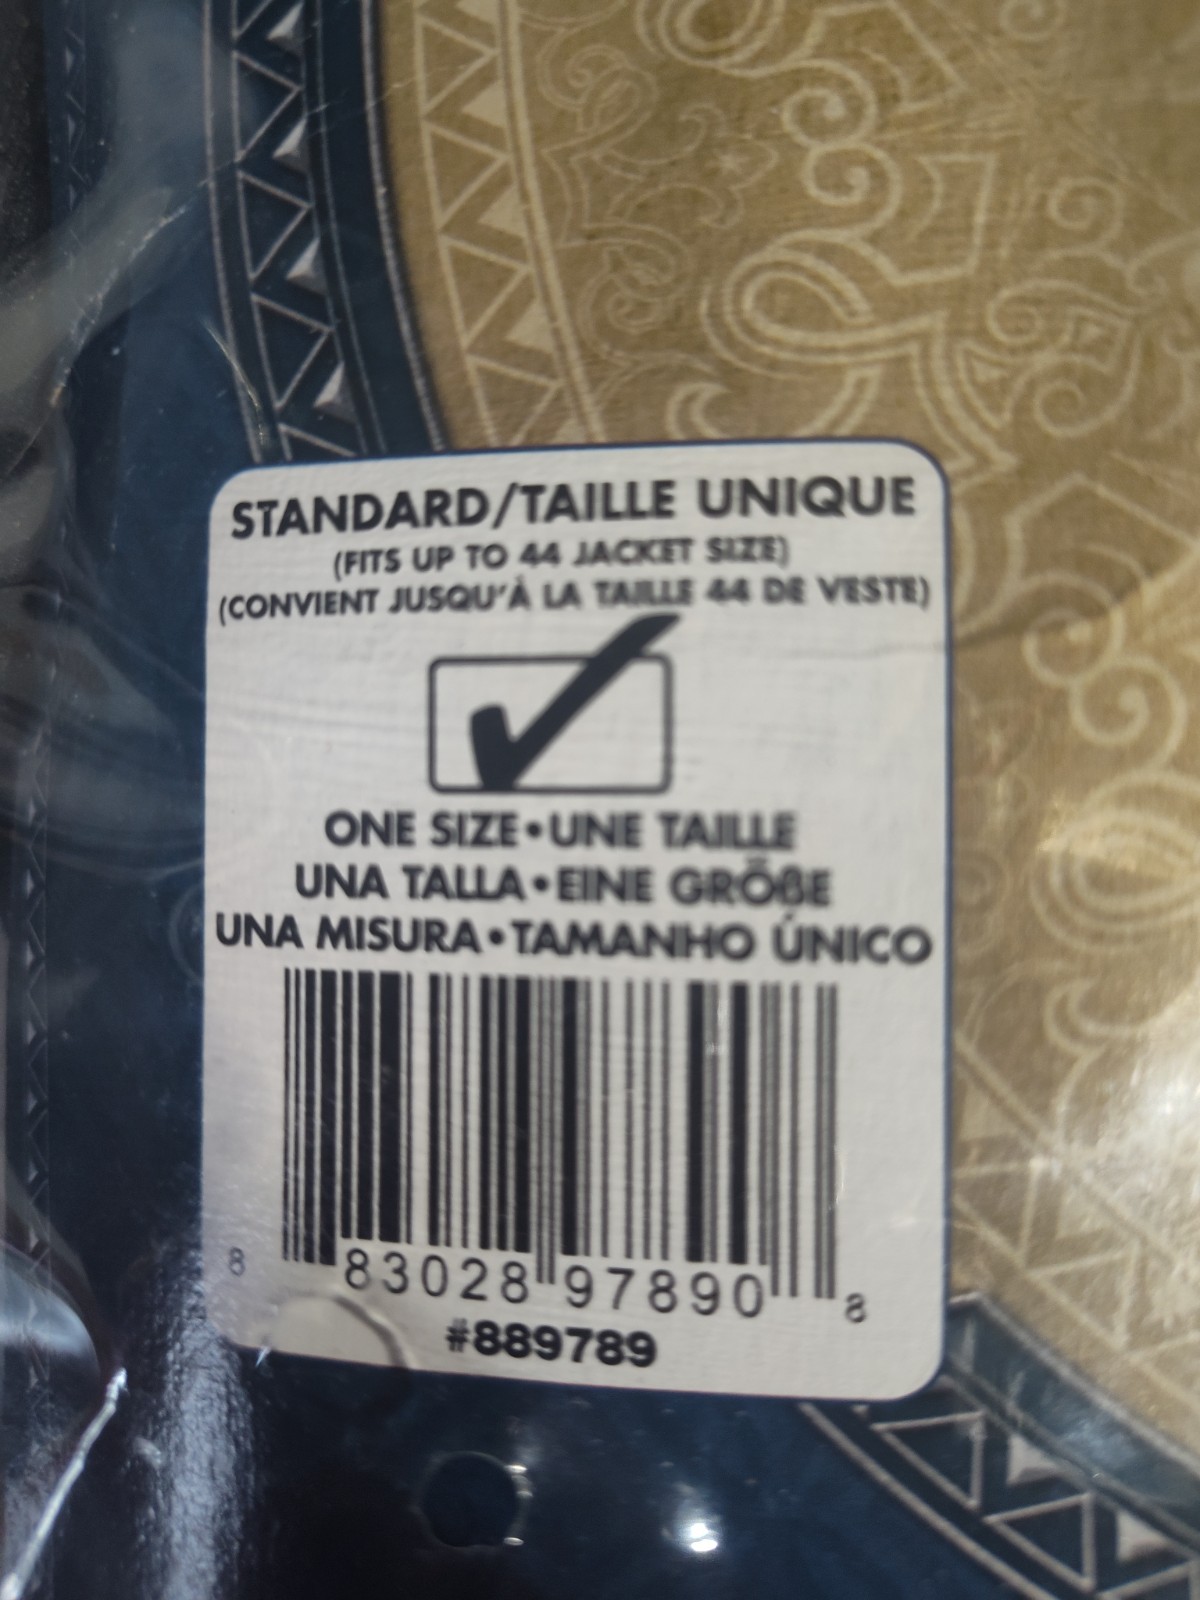 STANDARD/TAILLE UNIQUE
(FITS UP TO 44 JACKET SIZE)
(CONVIENT JUSQU'À LA TAILLE 44 DE VESTE)
ONE SIZE•UNE TAILLE
UNA TALLA•EINE GRÖßE
UNA MISURA•TAMANHO ÚNICO
8 83028 97890 8
#889789